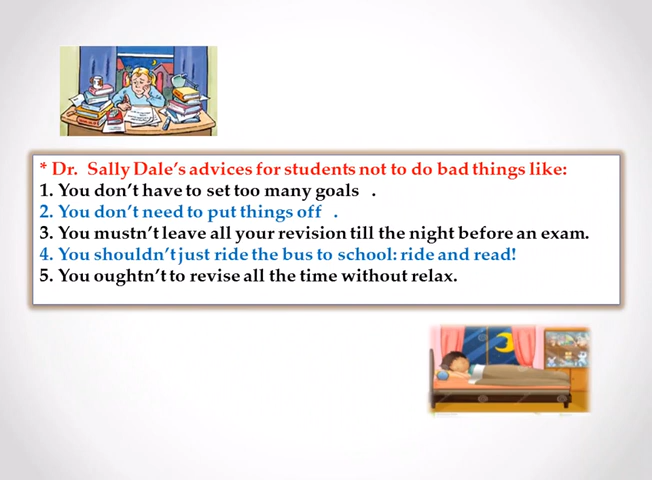 * Dr. Sally Dale's advices for students not to do bad things like:
1. You don't have to set too many goals .
2. You don't need to put things off .
3. You mustn't leave all your revision till the night before an exam.
4. You shouldn't just ride the bus to school: ride and read!
5. You oughtn't to revise all the time without relax.